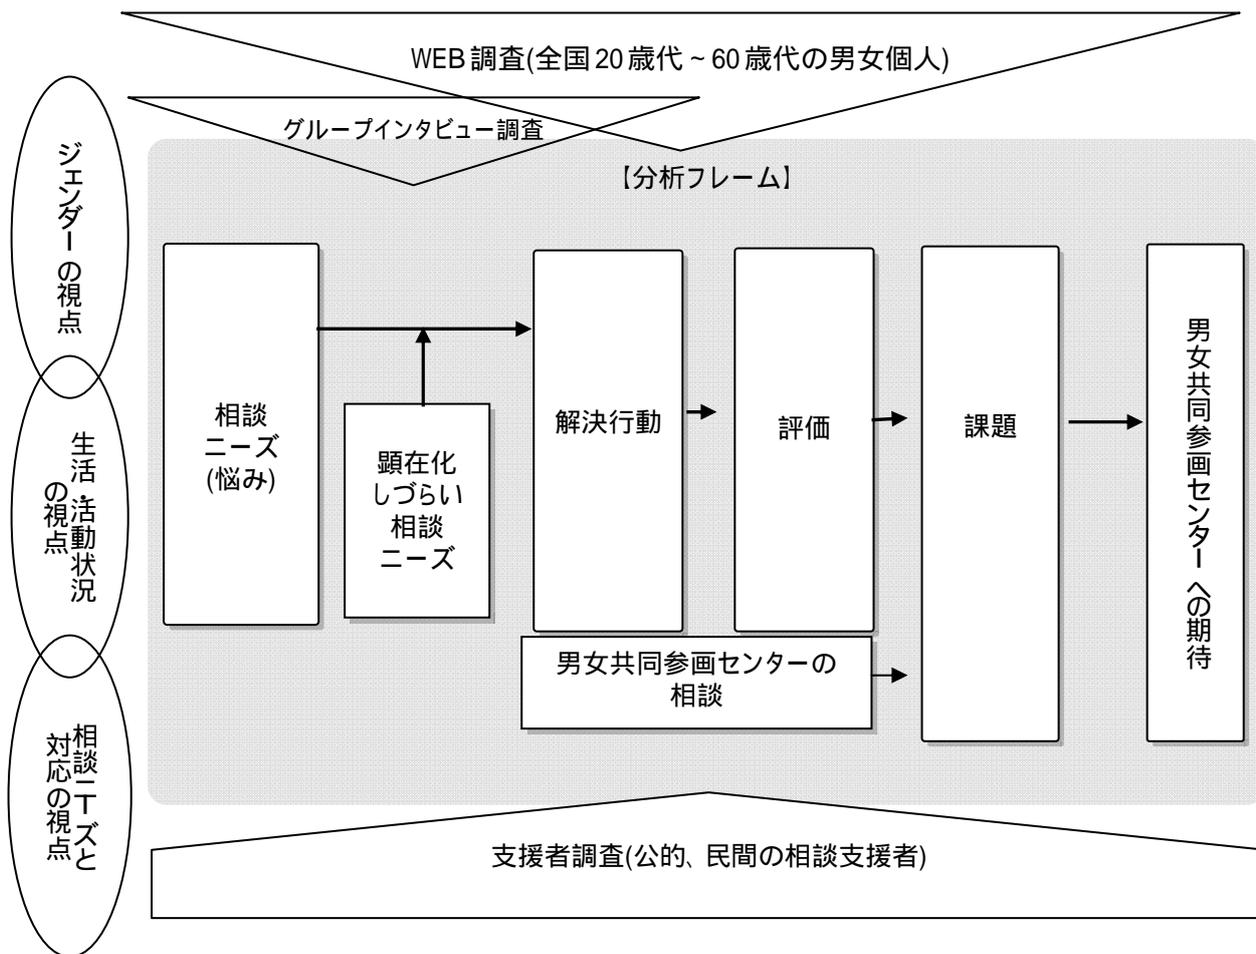 WEB調査(全国20歳代~60歳代の男女個人)
グループインタビュー調査
【分析フレーム】
ジェンダーの視点
生活・活動状況
の視点
相談ニーズと
対応の視点
相談
ニーズ
(悩み)
顕在化
しづらい
相談
ニーズ
解決行動
評価
課題
男女共同参画センターへの期待
男女共同参画センターの
相談
支援者調査(公的、民間の相談支援者)